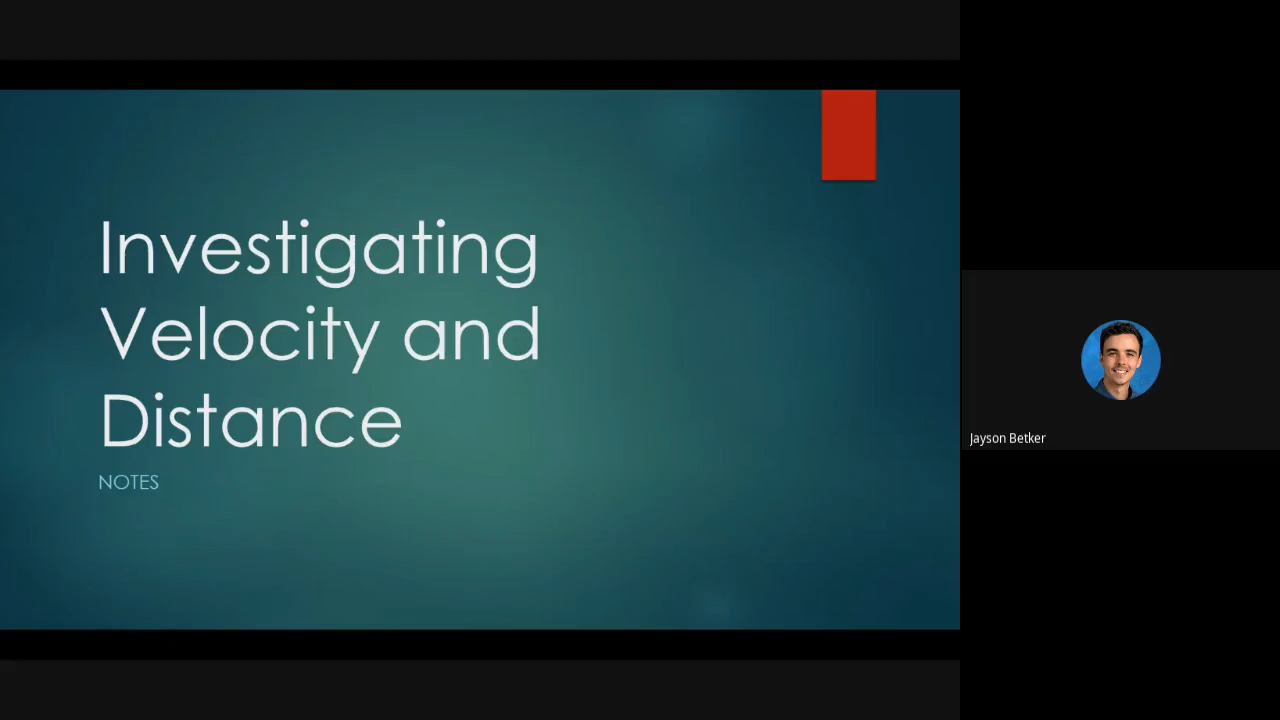 Investigating
Velocity and
Distance
NOTES
Jayson Betker